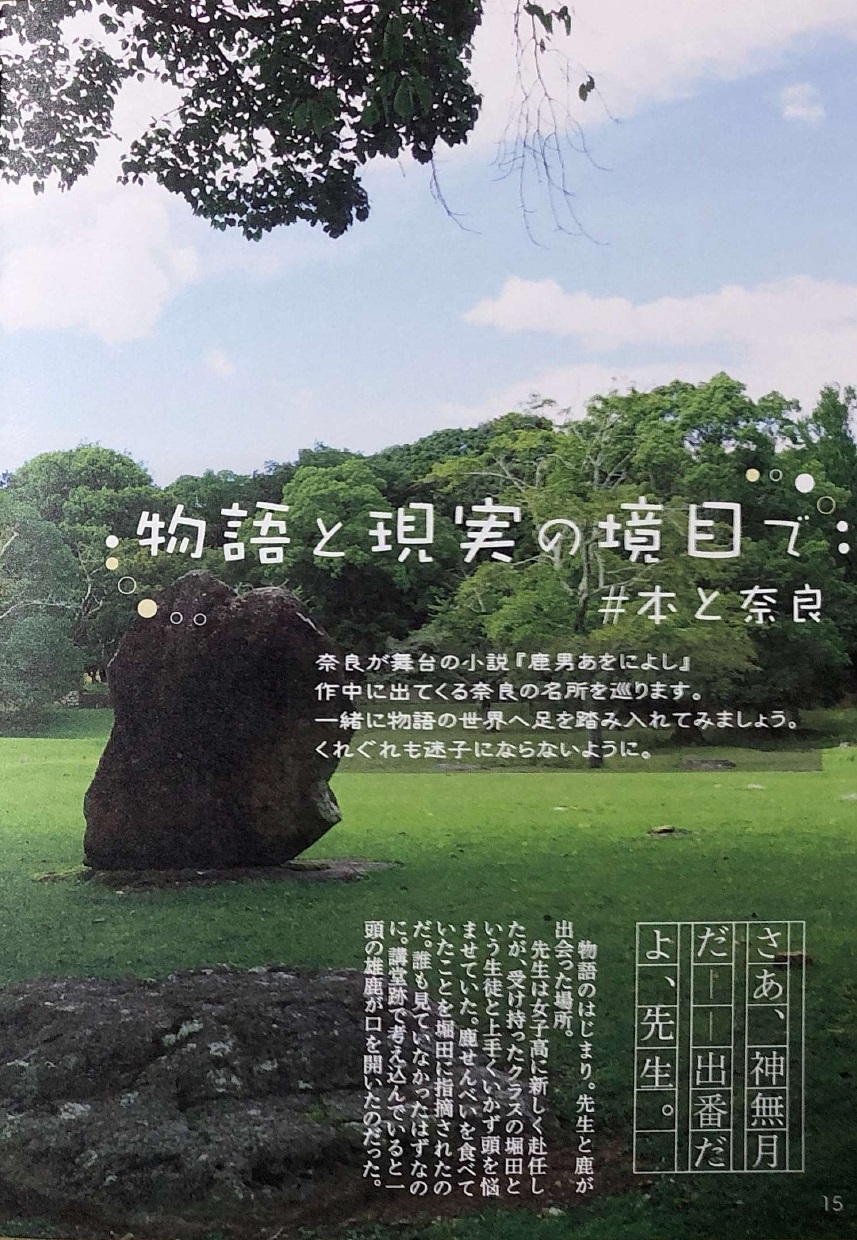 物語と現実の境目で
#本と奈良
奈良が舞台の小説『鹿男あをによし』
作中に出てくる奈良の名所を巡ります。
一緒に物語の世界へ足を踏み入れてみましょう。
くれぐれも迷子にならないように。
さあ、神無月
だ――出番だ
よ、先生。
物語のはじまり。先生と鹿が
出会った場所。
先生は女子高に新しく赴任し
たが、受け持ったクラスの堀田と
いう生徒と上手くいかず頭を悩
ませていた。鹿せんべいを食べて
いたことを堀田に指摘されたの
だ。誰も見ていなかったはずなの
に。講堂跡で考え込んでいると一
頭の雄鹿が口を開いたのだった。
15